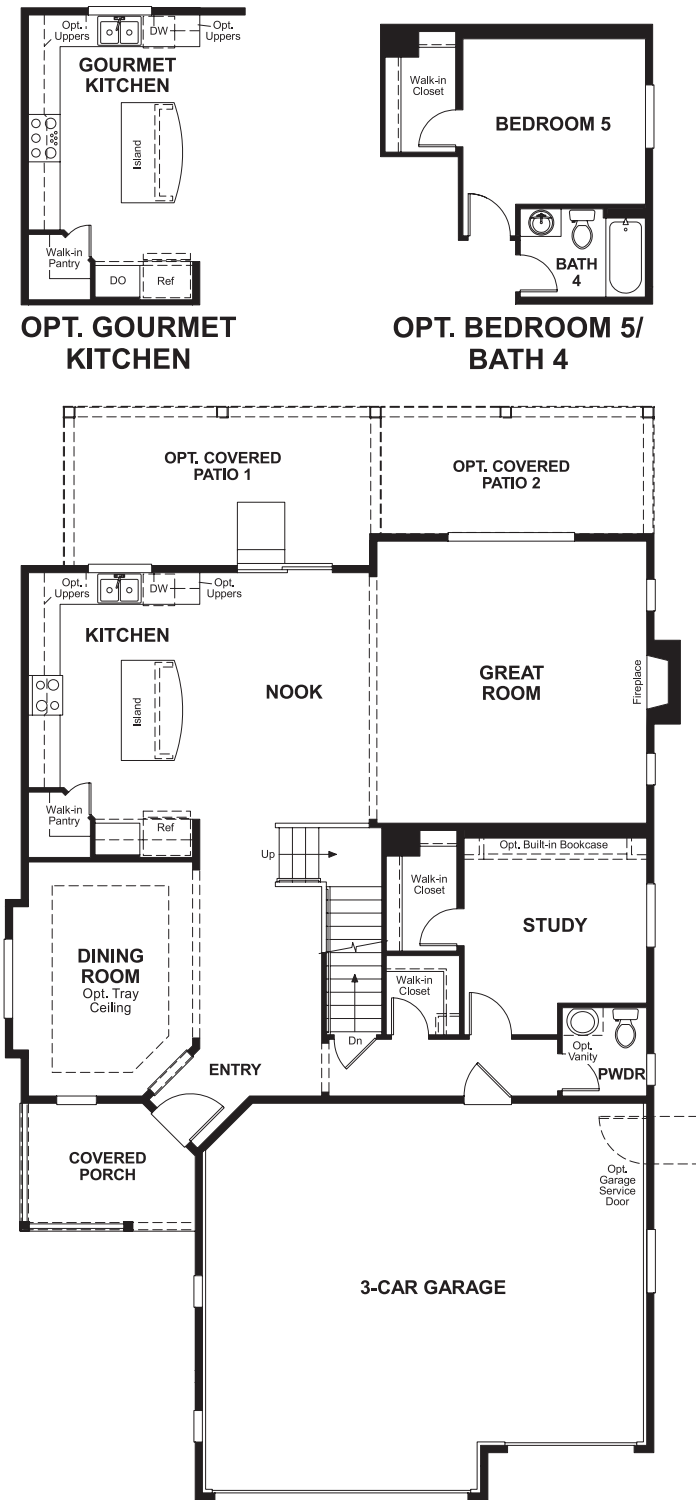 Opt.
Uppers
DW
Opt.
Uppers
GOURMET
KITCHEN
Island
Walk-in
Pantry
DO
Ref
OPT. GOURMET
KITCHEN
Walk-in
Closet
BEDROOM 5
BATH
4
OPT. BEDROOM 5/
BATH 4
OPT. COVERED
PATIO 1
OPT. COVERED
PATIO 2
Opt.
Uppers
DW
Opt.
Uppers
KITCHEN
Island
NOOK
GREAT
ROOM
Fireplace
Walk-in
Pantry
Ref
Up
Opt. Built-in Bookcase
Walk-in
Closet
STUDY
DINING
ROOM
Opt. Tray
Ceiling
Walk-in
Closet
Dn
Opt.
Vanity
PWDR
ENTRY
COVERED
PORCH
Opt.
Garage
Service
Door
3-CAR GARAGE